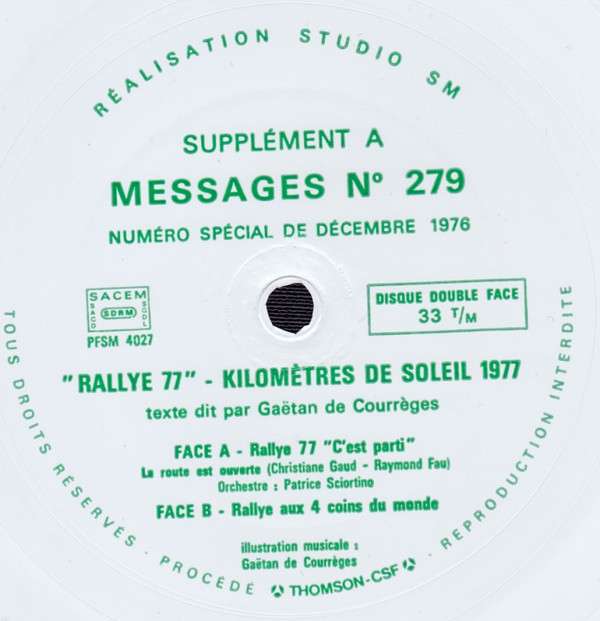 RÉALISATION STUDIO SM
SUPPLÉMENT A
MESSAGES Nº 279
NUMÉRO SPÉCIAL DE DÉCEMBRE 1976
SACEM
SACD
SDRM
SGDL
PFSM 4027
DISQUE DOUBLE FACE
33 T/M
"RALLYE 77" - KILOMÈTRES DE SOLEIL 1977
texte dit par Gaëtan de Courrèges
FACE A - Rallye 77 "C'est parti"
La route est ouverte (Christiane Gaud - Raymond Fau)
Orchestre : Patrice Sciortino
FACE B - Rallye aux 4 coins du monde
illustration musicale :
Gaëtan de Courrèges
TOUS DROITS RÉSERVÉS · PROCÉDÉ THOMSON-CSF · REPRODUCTION INTERDITE